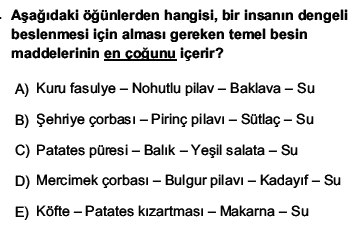 Aşağıdaki öğünlerden hangisi, bir insanın dengeli
beslenmesi için alması gereken temel besin
maddelerinin en çoğunu içerir?
A) Kuru fasulye – Nohutlu pilav – Baklava – Su
B) Şehriye çorbası – Pirinç pilavı – Sütlaç – Su
C) Patates püresi – Balık – Yeşil salata – Su
D) Mercimek çorbası – Bulgur pilavı – Kadayıf – Su
E) Köfte – Patates kızartması – Makarna – Su